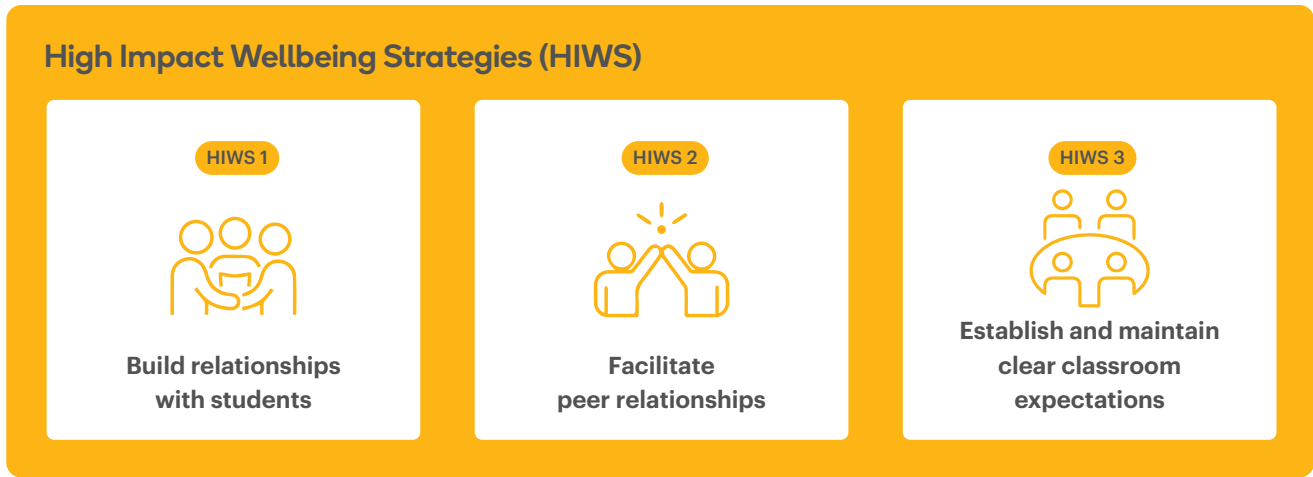 High Impact Wellbeing Strategies (HIWS)
HIWS 1
Build relationships
with students
HIWS 2
Facilitate
peer relationships
HIWS 3
Establish and maintain
clear classroom
expectations